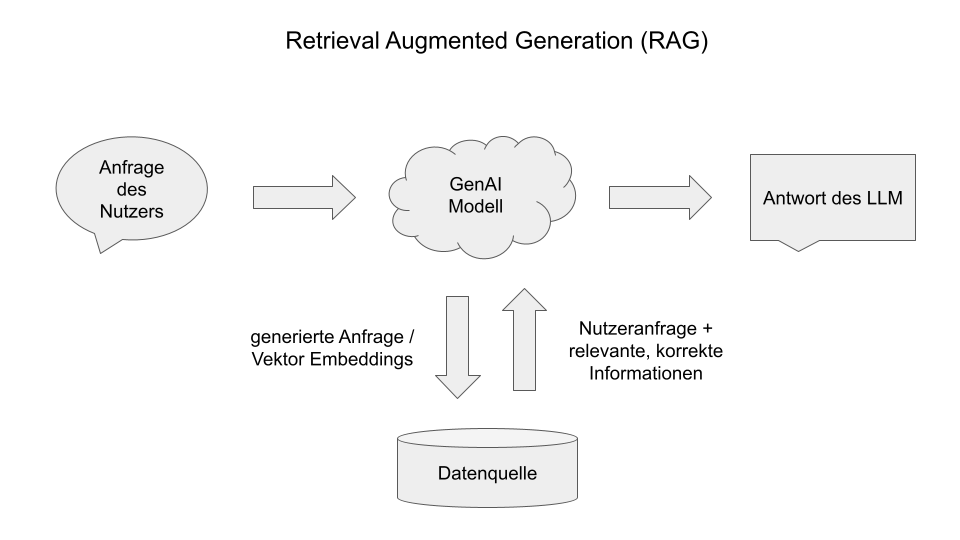 Retrieval Augmented Generation (RAG)
Anfrage
des
Nutzers
GenAI
Modell
Antwort des LLM
generierte Anfrage /
Vektor Embeddings
Nutzeranfrage +
relevante, korrekte
Informationen
Datenquelle